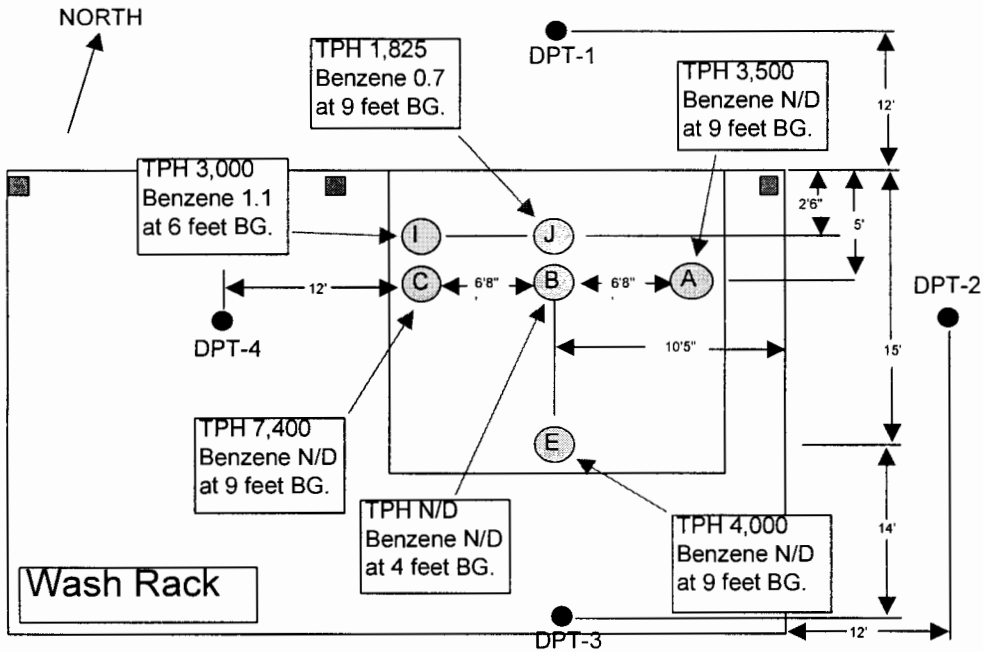 NORTH
DPT-1
TPH 1,825
Benzene 0.7
at 9 feet BG.
TPH 3,500
Benzene N/D
at 9 feet BG.
12'
TPH 3,000
Benzene 1.1
at 6 feet BG.
2'6"
5'
I
J
C
6'8"
B
6'8"
A
12'
DPT-4
DPT-2
10'5"
15'
E
TPH 7,400
Benzene N/D
at 9 feet BG.
TPH N/D
Benzene N/D
at 4 feet BG.
TPH 4,000
Benzene N/D
at 9 feet BG.
14'
Wash Rack
DPT-3
12'